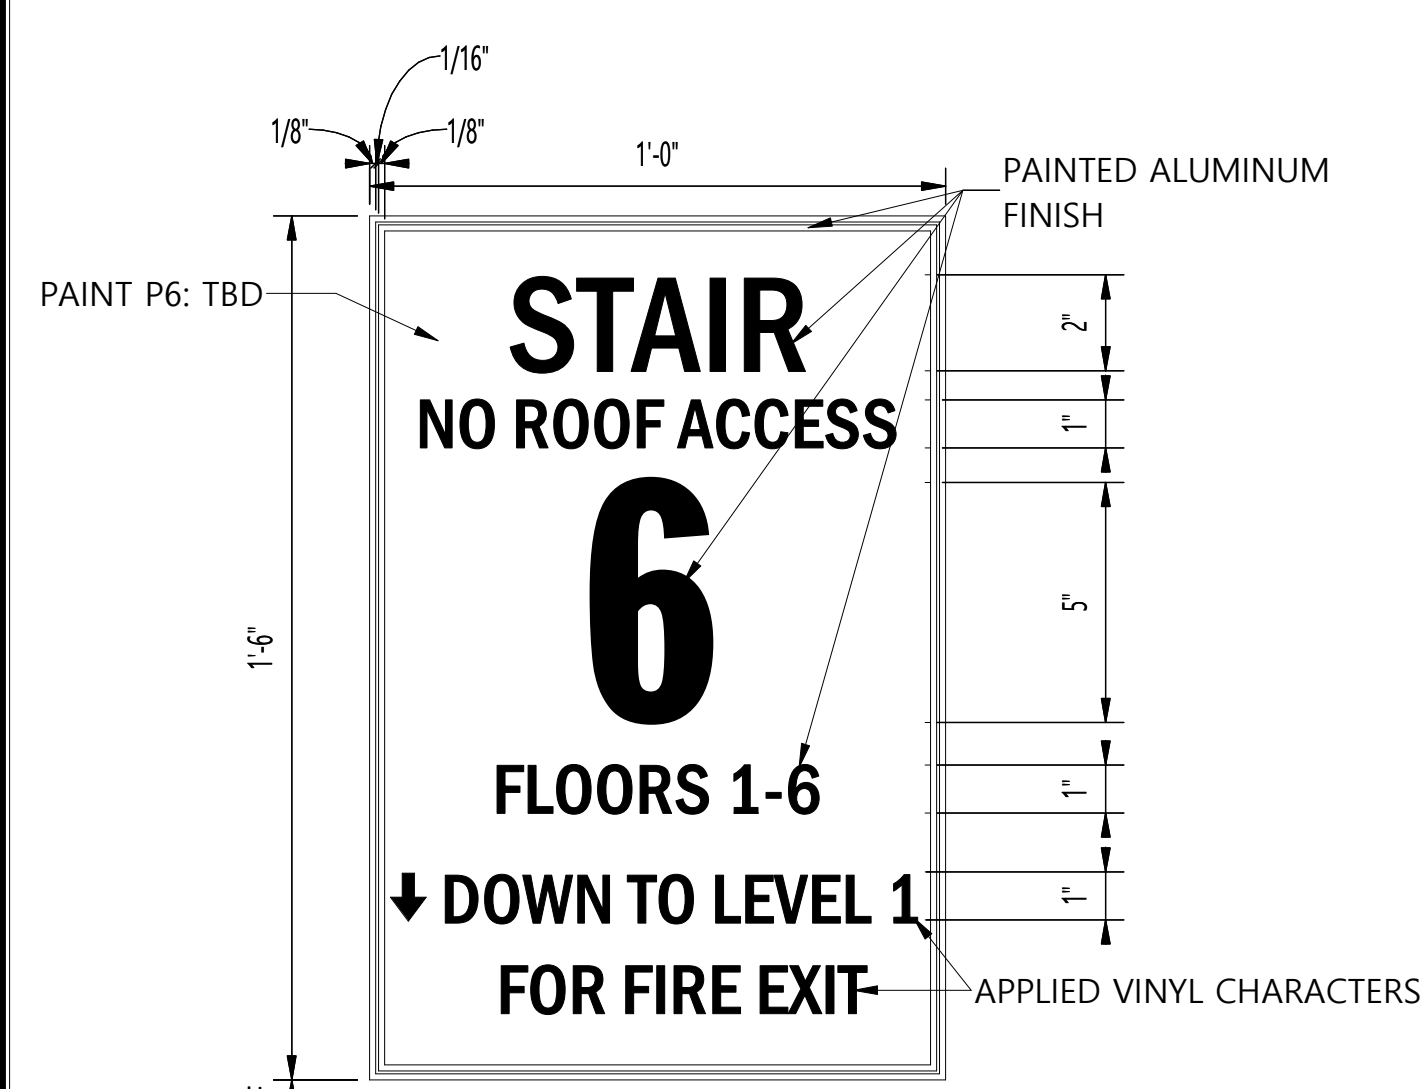 1/16"
1/8"
1/8"
1'-0"
PAINTED ALUMINUM
FINISH
PAINT P6: TBD
STAIR
2"
NO ROOF ACCESS
1"
6
5"
1'-6"
FLOORS 1-6
1"
DOWN TO LEVEL 1
1"
FOR FIRE EXIT
APPLIED VINYL CHARACTERS